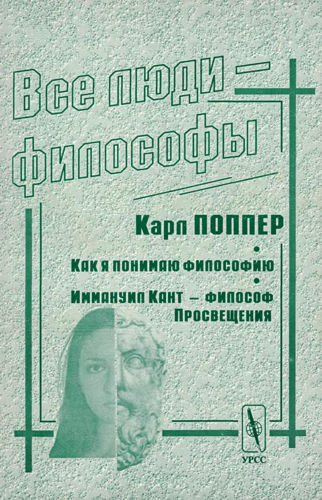 Все люди –
философы
Карл ПОППЕР
•
Как я понимаю философию
•
Иммануил Кант – философ
Просвещения
УРСС